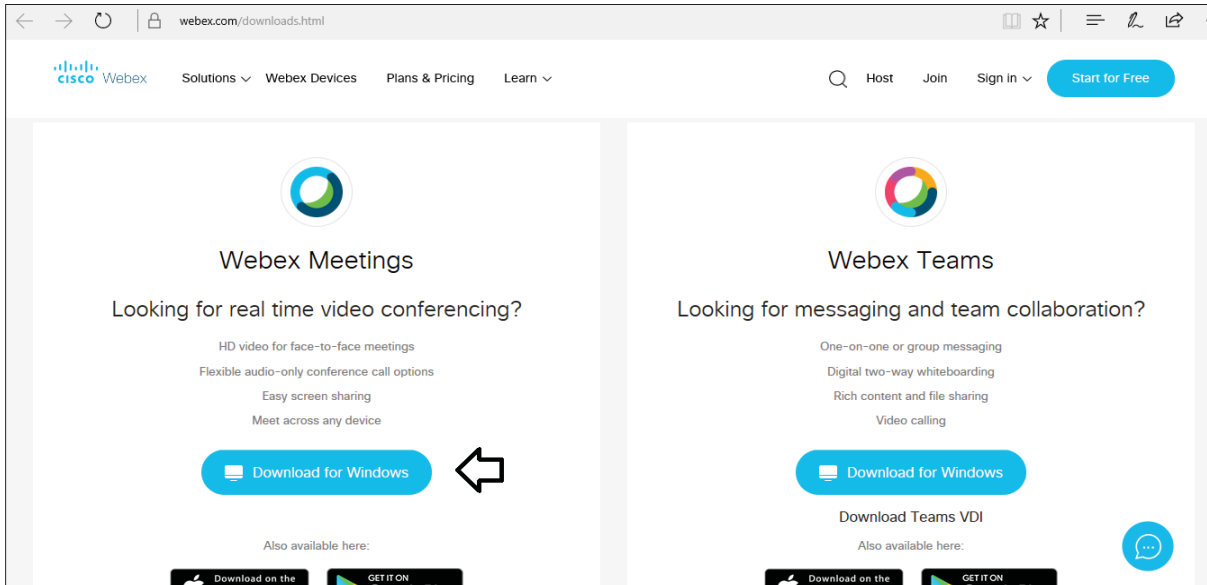 webex.com/downloads.html
cisco Webex Solutions Webex Devices Plans & Pricing Learn Host Join Sign in Start for Free
Webex Meetings
Looking for real time video conferencing?
HD video for face-to-face meetings
Flexible audio-only conference call options
Easy screen sharing
Meet across any device
Download for Windows
Also available here:
Download on the
GET IT ON
Webex Teams
Looking for messaging and team collaboration?
One-on-one or group messaging
Digital two-way whiteboarding
Rich content and file sharing
Video calling
Download for Windows
Download Teams VDI
Also available here:
Download on the
GET IT ON